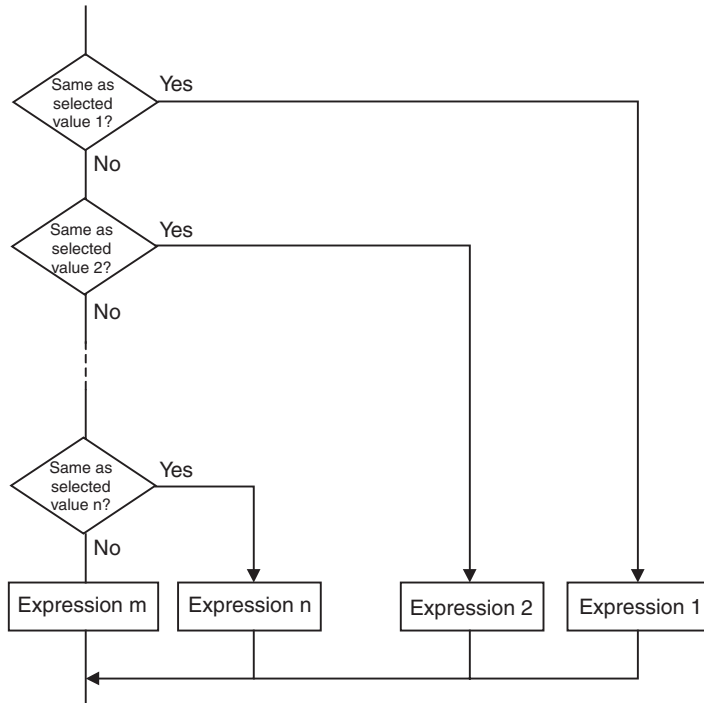 Same as
selected
value 1?
Yes
No
Same as
selected
value 2?
Yes
No
Same as
selected
value n?
Yes
No
Expression m
Expression n
Expression 2
Expression 1